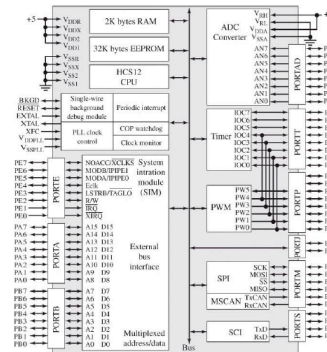 +5
VDDR
VDDX
VDD2
VDD1
VSSR
VSSX
VSS2
VSS1
2K bytes RAM
32K bytes EEPROM
HCS12
CPU
BKGD
RESET
EXTAL
XTAL
XFC
VDDPLL
VSSPLL
Single-wire
background
debug module
PLL clock
control
Periodic interrupt
COP watchdog
Clock monitor
PE7
PE6
PE5
PE4
PE3
PE2
PE1
PE0
PORTE
NOACC/XCLKS
MODB/IPIPE1
MODA/IPIPE0
Eclk
LSTRB/TAGLO
R/W
IRQ
XIRQ
System
intration
module
(SIM)
PA7
PA6
PA5
PA4
PA3
PA2
PA1
PA0
PORTA
A15 D15
A14 D14
A13 D13
A12 D12
A11 D11
A10 D10
A9 D9
A8 D8
External
bus
interface
PB7
PB6
PB5
PB4
PB3
PB2
PB1
PB0
PORTB
A7 D7
A6 D6
A5 D5
A4 D4
A3 D3
A2 D2
A1 D1
A0 D0
Multiplexed
address/data
Bus
ADC
Converter
VRH
VRL
VDDA
VSSA
+5
AN7
AN6
AN5
AN4
AN3
AN2
AN1
AN0
PORTAD
Timer
IOC7
IOC6
IOC5
IOC4
IOC3
IOC2
IOC1
IOC0
PORTT
PWM
PW5
PW4
PW3
PW2
PW1
PW0
PORTP
PORTJ
SPI
SCK
MOSI
SS
MISO
MSCAN
TxCAN
RxCAN
PORTM
SCI
TxD
RxD
PORTS